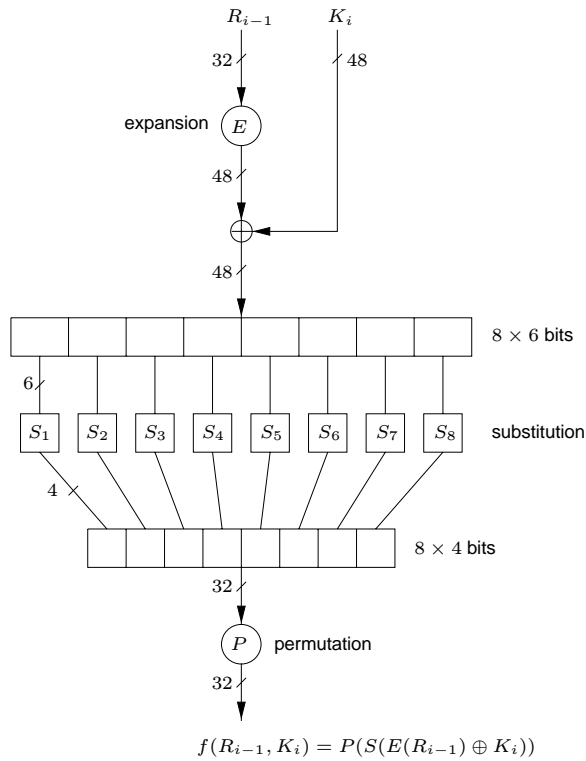 R_{i−1} K_i
32 48
expansion E
48
48
8 × 6 bits
6
S_1 S_2 S_3 S_4 S_5 S_6 S_7 S_8 substitution
4
8 × 4 bits
32
P permutation
32
f(R_{i−1}, K_i) = P(S(E(R_{i−1}) ⊕ K_i))